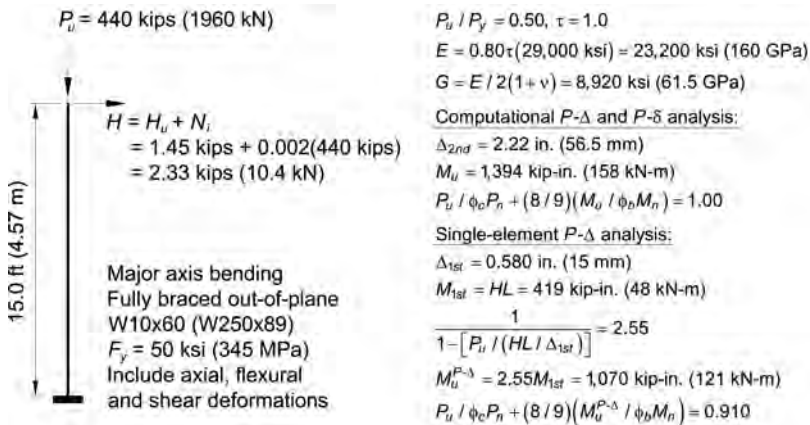 P_u = 440 kips (1960 kN)
H = H_u + N_i
= 1.45 kips + 0.002(440 kips)
= 2.33 kips (10.4 kN)
15.0 ft (4.57 m)
Major axis bending
Fully braced out-of-plane
W10x60 (W250x89)
F_y = 50 ksi (345 MPa)
Include axial, flexural
and shear deformations
P_u / P_y = 0.50, τ = 1.0
E = 0.80τ(29,000 ksi) = 23,200 ksi (160 GPa)
G = E / 2(1+ ν) = 8,920 ksi (61.5 GPa)
Computational P-Δ and P-δ analysis:
Δ_2nd = 2.22 in. (56.5 mm)
M_u = 1,394 kip-in. (158 kN-m)
P_u / ϕ_cP_n + (8 / 9)(M_u / ϕ_bM_n) = 1.00
Single-element P-Δ analysis:
Δ_1st = 0.580 in. (15 mm)
M_1st = HL = 419 kip-in. (48 kN-m)
1 / (1 − [P_u / (HL / Δ_1st)]) = 2.55
M_u^P-Δ = 2.55M_1st = 1,070 kip-in. (121 kN-m)
P_u / ϕ_cP_n + (8 / 9)(M_u^P-Δ / ϕ_bM_n) = 0.910